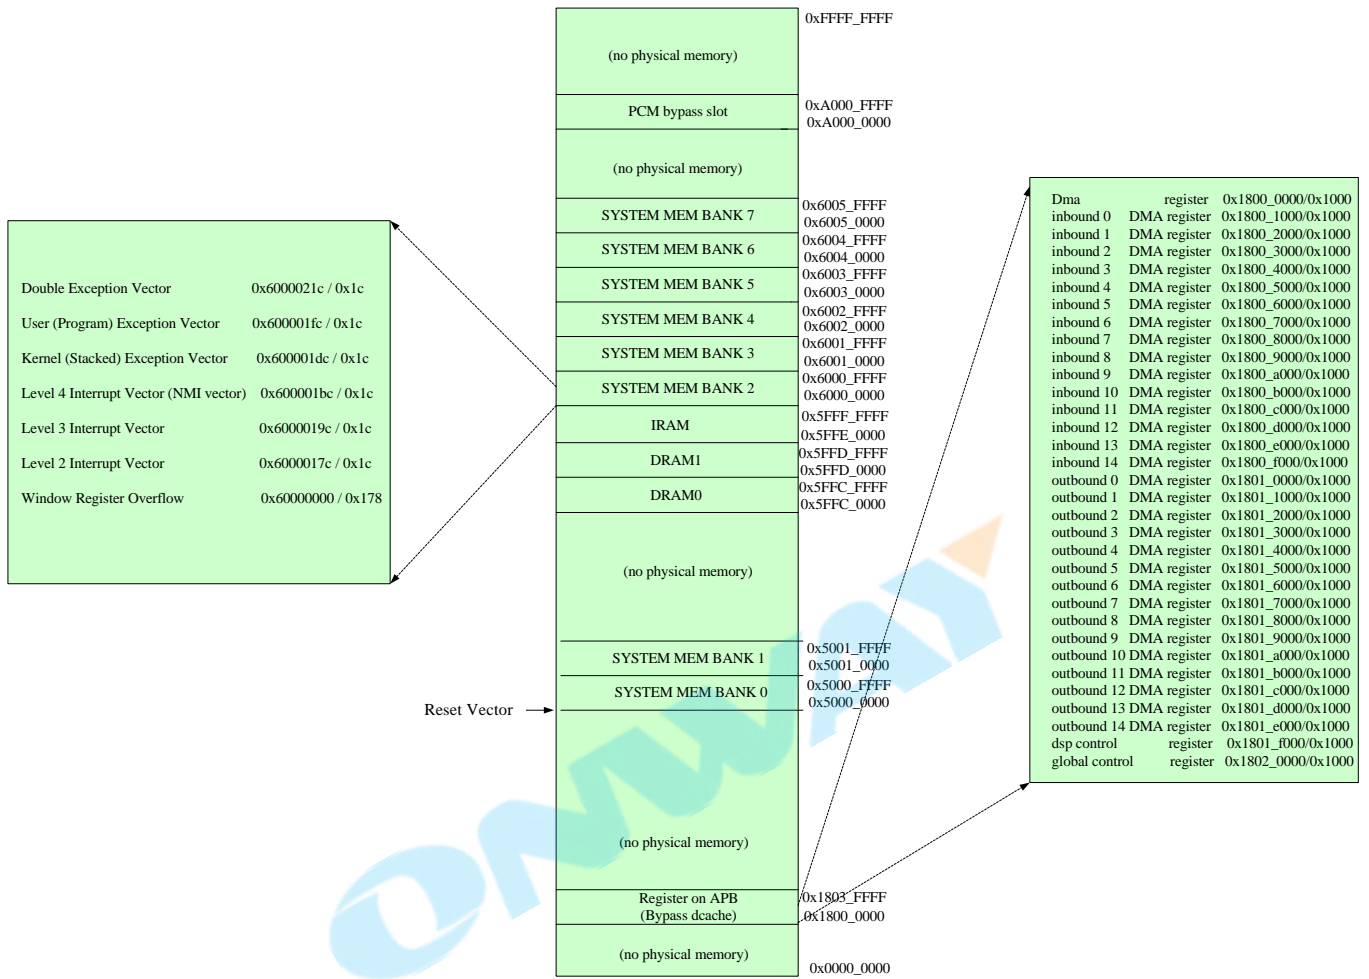 0xFFFF_FFFF
(no physical memory)
PCM bypass slot
0xA000_FFFF
0xA000_0000
(no physical memory)
SYSTEM MEM BANK 7
0x6005_FFFF
0x6005_0000
SYSTEM MEM BANK 6
0x6004_FFFF
0x6004_0000
SYSTEM MEM BANK 5
0x6003_FFFF
0x6003_0000
SYSTEM MEM BANK 4
0x6002_FFFF
0x6002_0000
SYSTEM MEM BANK 3
0x6001_FFFF
0x6001_0000
SYSTEM MEM BANK 2
0x6000_FFFF
0x6000_0000
IRAM
0x5FFF_FFFF
0x5FFE_0000
DRAM1
0x5FFD_FFFF
0x5FFD_0000
DRAM0
0x5FFC_FFFF
0x5FFC_0000
(no physical memory)
SYSTEM MEM BANK 1
0x5001_FFFF
0x5001_0000
SYSTEM MEM BANK 0
0x5000_FFFF
0x5000_0000
Reset Vector
(no physical memory)
Register on APB
(Bypass dcache)
0x1803_FFFF
0x1800_0000
(no physical memory)
0x0000_0000
Double Exception Vector 0x6000021c / 0x1c
User (Program) Exception Vector 0x600001fc / 0x1c
Kernel (Stacked) Exception Vector 0x600001dc / 0x1c
Level 4 Interrupt Vector (NMI vector) 0x600001bc / 0x1c
Level 3 Interrupt Vector 0x6000019c / 0x1c
Level 2 Interrupt Vector 0x6000017c / 0x1c
Window Register Overflow 0x60000000 / 0x178
Dma register 0x1800_0000/0x1000
inbound 0 DMA register 0x1800_1000/0x1000
inbound 1 DMA register 0x1800_2000/0x1000
inbound 2 DMA register 0x1800_3000/0x1000
inbound 3 DMA register 0x1800_4000/0x1000
inbound 4 DMA register 0x1800_5000/0x1000
inbound 5 DMA register 0x1800_6000/0x1000
inbound 6 DMA register 0x1800_7000/0x1000
inbound 7 DMA register 0x1800_8000/0x1000
inbound 8 DMA register 0x1800_9000/0x1000
inbound 9 DMA register 0x1800_a000/0x1000
inbound 10 DMA register 0x1800_b000/0x1000
inbound 11 DMA register 0x1800_c000/0x1000
inbound 12 DMA register 0x1800_d000/0x1000
inbound 13 DMA register 0x1800_e000/0x1000
inbound 14 DMA register 0x1800_f000/0x1000
outbound 0 DMA register 0x1801_0000/0x1000
outbound 1 DMA register 0x1801_1000/0x1000
outbound 2 DMA register 0x1801_2000/0x1000
outbound 3 DMA register 0x1801_3000/0x1000
outbound 4 DMA register 0x1801_4000/0x1000
outbound 5 DMA register 0x1801_5000/0x1000
outbound 6 DMA register 0x1801_6000/0x1000
outbound 7 DMA register 0x1801_7000/0x1000
outbound 8 DMA register 0x1801_8000/0x1000
outbound 9 DMA register 0x1801_9000/0x1000
outbound 10 DMA register 0x1801_a000/0x1000
outbound 11 DMA register 0x1801_b000/0x1000
outbound 12 DMA register 0x1801_c000/0x1000
outbound 13 DMA register 0x1801_d000/0x1000
outbound 14 DMA register 0x1801_e000/0x1000
dsp control register 0x1801_f000/0x1000
global control register 0x1802_0000/0x1000
ONWAY